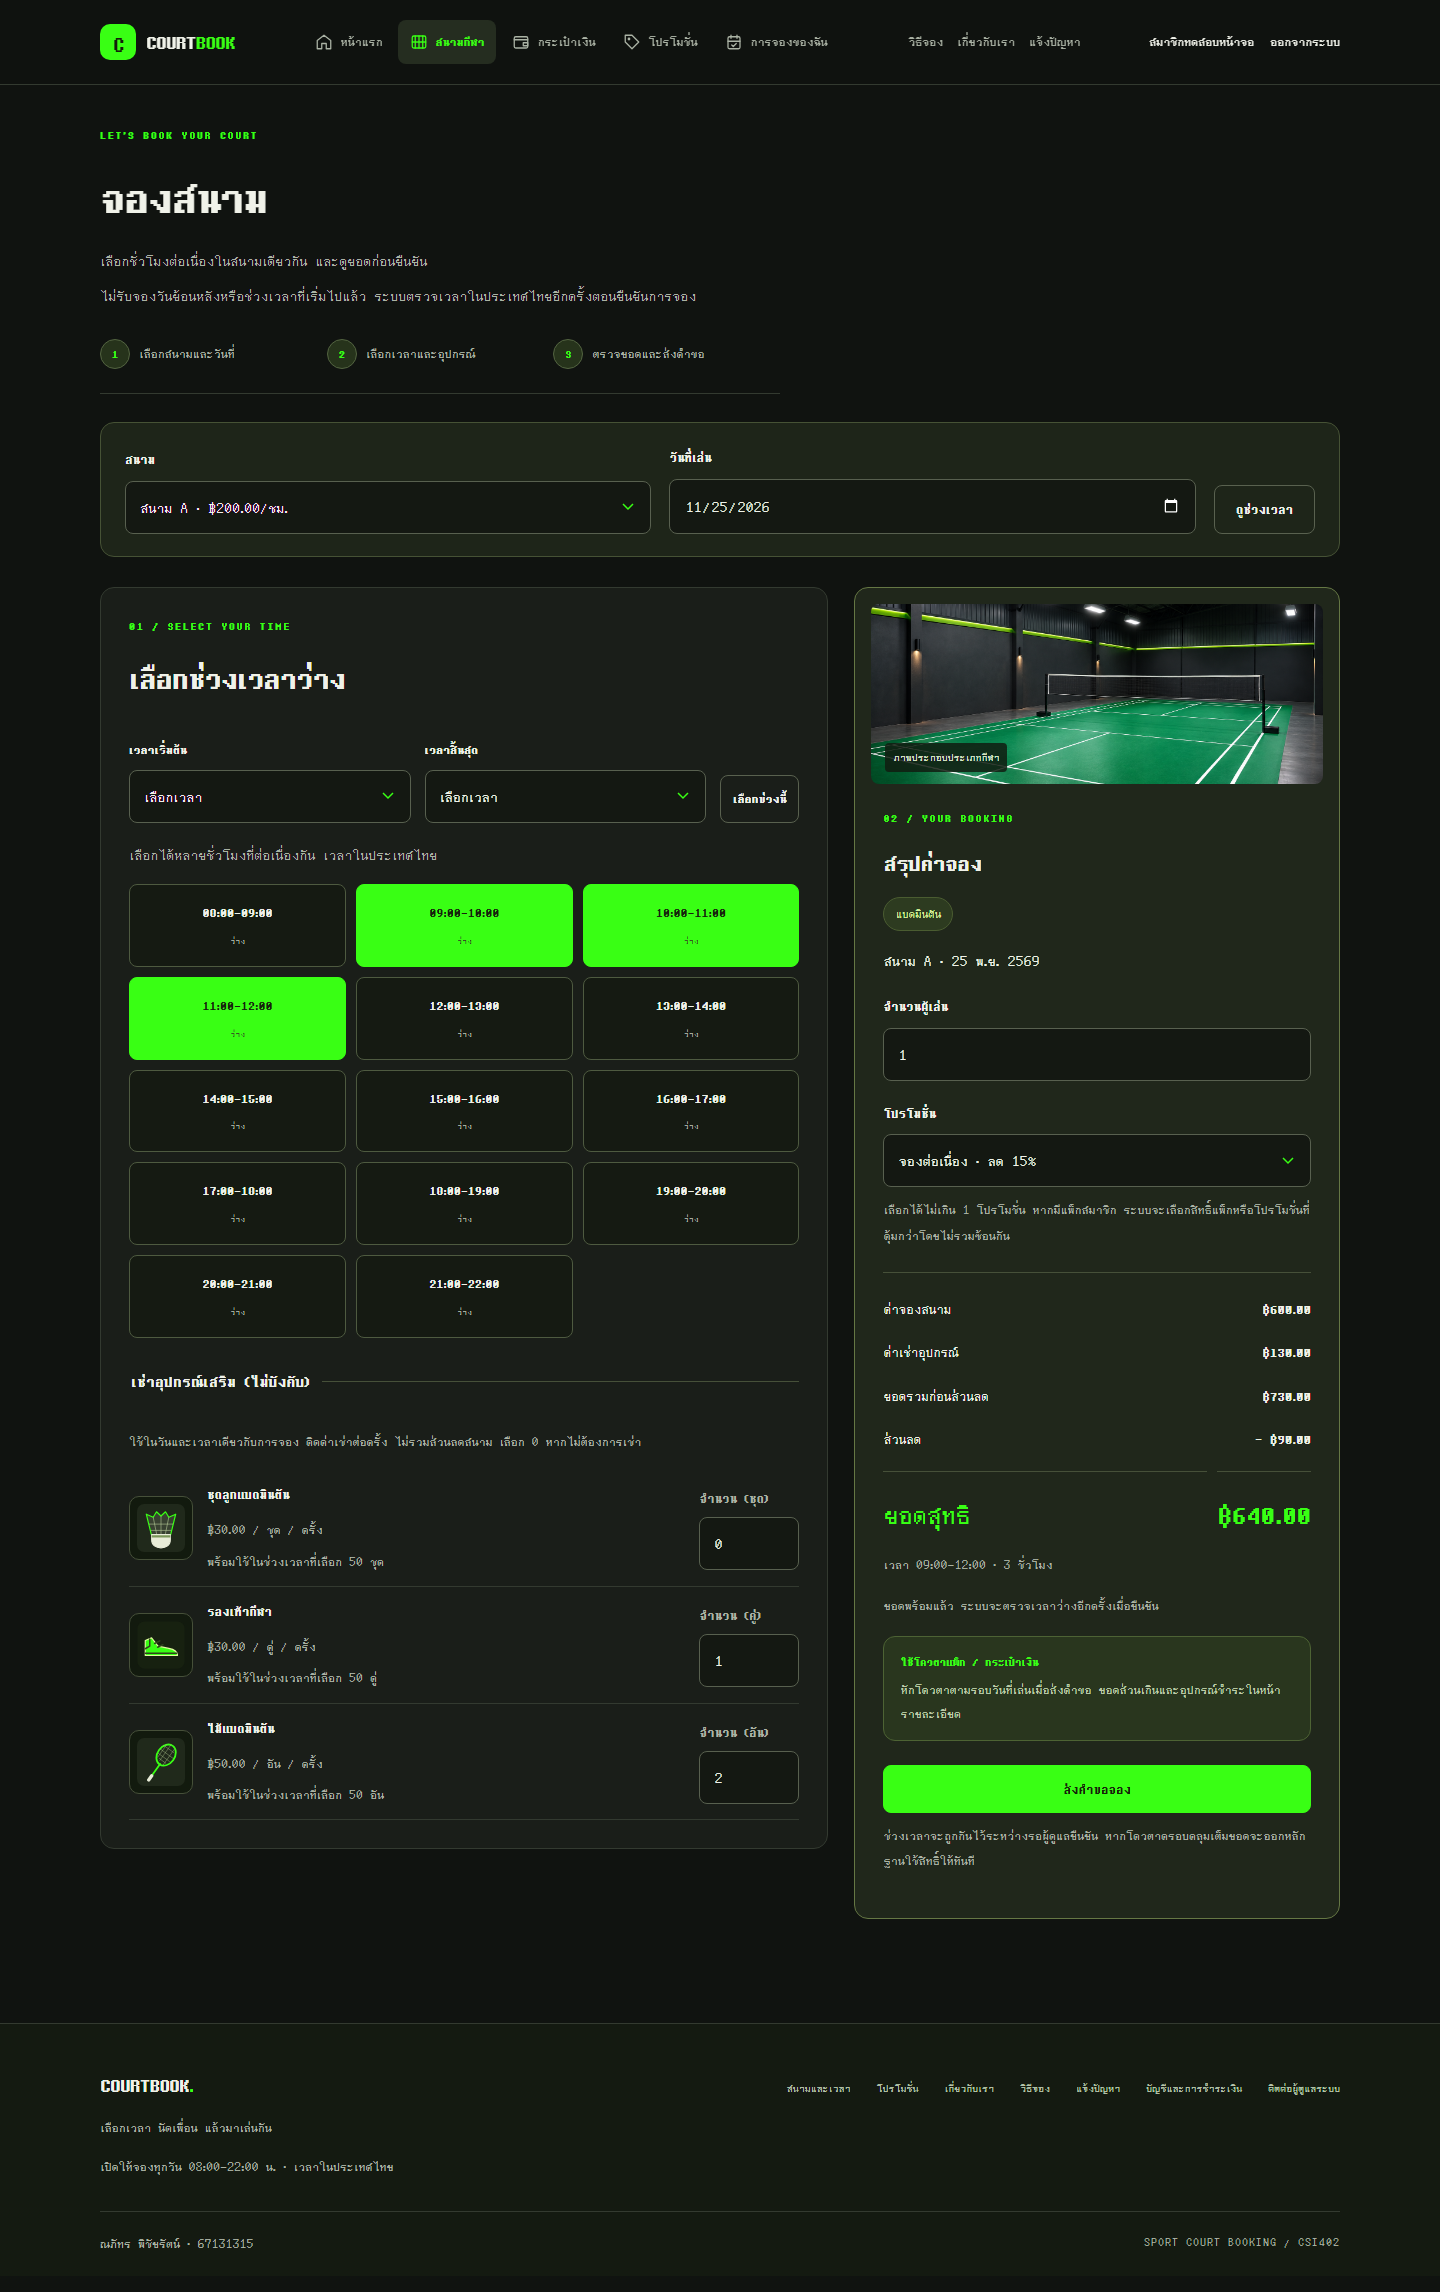 C COURTBOOK
หน้าแรก
สนามกีฬา
กระเป๋าเงิน
โปรโมชั่น
การจองของฉัน
วิธีจอง
เกี่ยวกับเรา
แจ้งปัญหา
สมาชิกทดสอบหน้าจอ
ออกจากระบบ
LET'S BOOK YOUR COURT
จองสนาม
เลือกชั่วโมงต่อเนื่องในสนามเดียวกัน และดูยอดก่อนยืนยัน
ไม่รับจองวันย้อนหลังหรือช่วงเวลาที่เริ่มไปแล้ว ระบบตรวจเวลาในประเทศไทยอีกครั้งตอนยืนยันการจอง
1 เลือกสนามและวันที่
2 เลือกเวลาและอุปกรณ์
3 ตรวจยอดและส่งคำขอ
สนาม
สนาม A · ฿200.00/ชม.
วันที่เล่น
11/25/2026
ดูช่วงเวลา
01 / SELECT YOUR TIME
เลือกช่วงเวลาว่าง
เวลาเริ่มต้น
เลือกเวลา
เวลาสิ้นสุด
เลือกเวลา
เลือกช่วงนี้
เลือกได้หลายชั่วโมงที่ต่อเนื่องกัน เวลาในประเทศไทย
08:00–09:00
ว่าง
09:00–10:00
ว่าง
10:00–11:00
ว่าง
11:00–12:00
ว่าง
12:00–13:00
ว่าง
13:00–14:00
ว่าง
14:00–15:00
ว่าง
15:00–16:00
ว่าง
16:00–17:00
ว่าง
17:00–18:00
ว่าง
18:00–19:00
ว่าง
19:00–20:00
ว่าง
20:00–21:00
ว่าง
21:00–22:00
ว่าง
เช่าอุปกรณ์เสริม (ไม่บังคับ)
ใช้ในวันและเวลาเดียวกับการจอง คิดค่าเช่าต่อครั้ง ไม่รวมส่วนลดสนาม เลือก 0 หากไม่ต้องการเช่า
ชุดลูกแบดมินตัน
฿30.00 / ชุด / ครั้ง
พร้อมใช้ในช่วงเวลาที่เลือก 50 ชุด
จำนวน (ชุด)
0
รองเท้ากีฬา
฿30.00 / คู่ / ครั้ง
พร้อมใช้ในช่วงเวลาที่เลือก 50 คู่
จำนวน (คู่)
1
ไม้แบดมินตัน
฿50.00 / อัน / ครั้ง
พร้อมใช้ในช่วงเวลาที่เลือก 50 อัน
จำนวน (อัน)
2
ภาพประกอบประเภทกีฬา
02 / YOUR BOOKING
สรุปค่าจอง
แบดมินตัน
สนาม A · 25 พ.ย. 2569
จำนวนผู้เล่น
1
โปรโมชั่น
จองต่อเนื่อง · ลด 15%
เลือกได้ไม่เกิน 1 โปรโมชั่น หากมีแพ็กสมาชิก ระบบจะเลือกสิทธิ์แพ็กหรือโปรโมชั่นที่
คุ้มกว่าโดยไม่รวมซ้อนกัน
ค่าจองสนาม ฿600.00
ค่าเช่าอุปกรณ์ ฿130.00
ยอดรวมก่อนส่วนลด ฿730.00
ส่วนลด − ฿90.00
ยอดสุทธิ ฿640.00
เวลา 09:00–12:00 · 3 ชั่วโมง
ยอดพร้อมแล้ว ระบบจะตรวจเวลาว่างอีกครั้งเมื่อยืนยัน
ใช้โควตาแพ็ก / กระเป๋าเงิน
หักโควตาตามรอบวันที่เล่นเมื่อส่งคำขอ ยอดส่วนเกินและอุปกรณ์ชำระในหน้า
รายละเอียด
ส่งคำขอจอง
ช่วงเวลาจะถูกกันไว้ระหว่างรอผู้ดูแลยืนยัน หากโควตาครอบคลุมเต็มยอดจะออกหลัก
ฐานใช้สิทธิ์ให้ทันที
COURTBOOK.
สนามและเวลา
โปรโมชั่น
เกี่ยวกับเรา
วิธีจอง
แจ้งปัญหา
บัญชีและการชำระเงิน
ติดต่อผู้ดูแลระบบ
เลือกเวลา นัดเพื่อน แล้วมาเล่นกัน
เปิดให้จองทุกวัน 08:00–22:00 น. · เวลาในประเทศไทย
ณภัทร พิชัยรัตน์ · 67131315
SPORT COURT BOOKING / CSI402